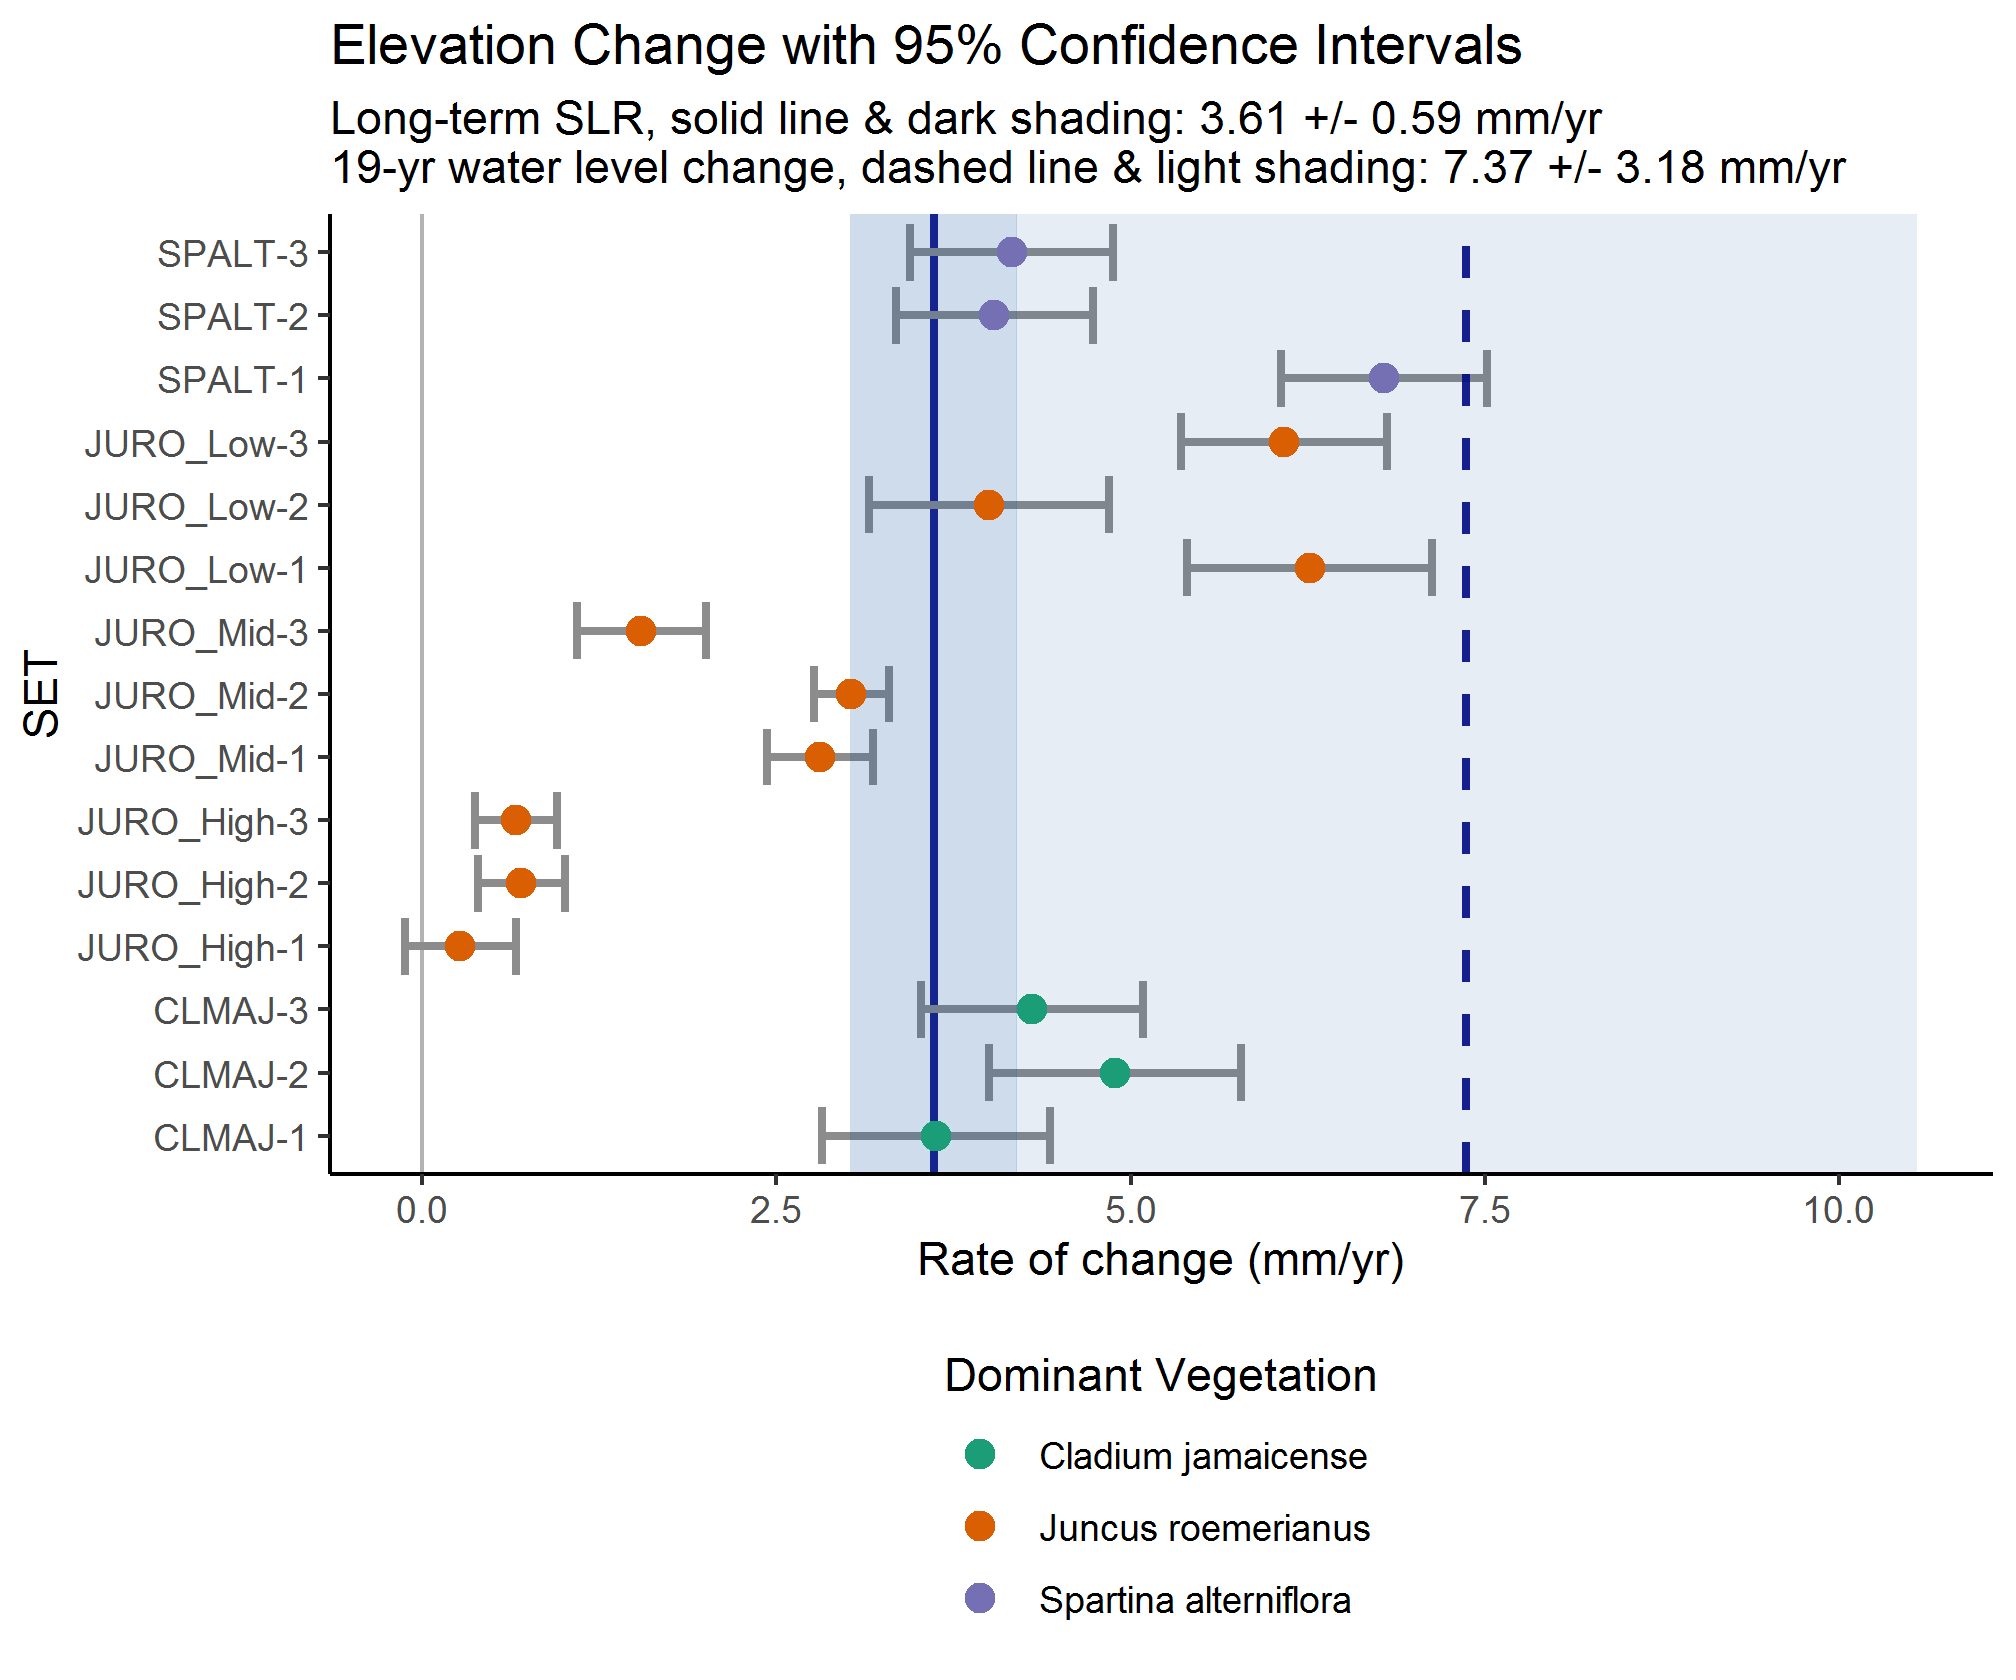 Elevation Change with 95% Confidence Intervals
Long-term SLR, solid line & dark shading: 3.61 +/- 0.59 mm/yr
19-yr water level change, dashed line & light shading: 7.37 +/- 3.18 mm/yr
SET
SPALT-3
SPALT-2
SPALT-1
JURO_Low-3
JURO_Low-2
JURO_Low-1
JURO_Mid-3
JURO_Mid-2
JURO_Mid-1
JURO_High-3
JURO_High-2
JURO_High-1
CLMAJ-3
CLMAJ-2
CLMAJ-1
0.0 2.5 5.0 7.5 10.0
Rate of change (mm/yr)
Dominant Vegetation
Cladium jamaicense
Juncus roemerianus
Spartina alterniflora